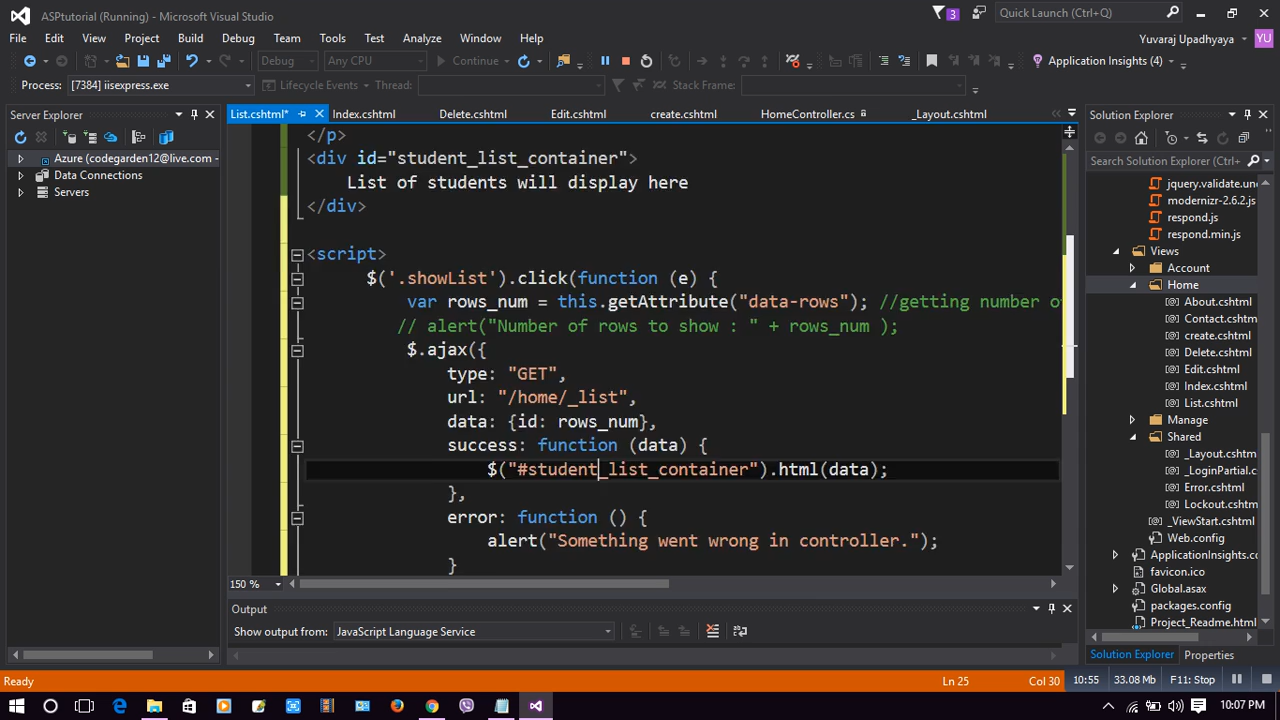 ASPtutorial (Running) - Microsoft Visual Studio
3
Quick Launch (Ctrl+Q)
File Edit View Project Build Debug Team Tools Test Analyze Window Help
Yuvaraj Upadhyaya
YU
Debug Any CPU Continue Application Insights (4)
Process: [7384] iisexpress.exe Lifecycle Events Thread: Stack Frame:
Server Explorer
List.cshtml* Index.cshtml Delete.cshtml Edit.cshtml create.cshtml HomeController.cs _Layout.cshtml
Solution Explorer
Azure (codegarden12@live.com -
Data Connections
Servers
</p>
<div id="student_list_container">
List of students will display here
</div>
<script>
$('.showList').click(function (e) {
var rows_num = this.getAttribute("data-rows"); //getting number o
// alert("Number of rows to show : " + rows_num );
$.ajax({
type: "GET",
url: "/home/_list",
data: {id: rows_num},
success: function (data) {
$("#student_list_container").html(data);
},
error: function () {
alert("Something went wrong in controller.");
}
150 %
Output
Show output from: JavaScript Language Service
Search Solution Explorer (Ctrl+;)
jquery.validate.un
modernizr-2.6.2.js
respond.js
respond.min.js
Views
Account
Home
About.cshtml
Contact.cshtml
create.cshtml
Delete.cshtml
Edit.cshtml
Index.cshtml
List.cshtml
Manage
Shared
_Layout.cshtml
_LoginPartial.c
Error.cshtml
Lockout.cshtml
_ViewStart.cshtml
Web.config
ApplicationInsights.c
favicon.ico
Global.asax
packages.config
Project_Readme.html
Solution Explorer Properties
Ready Ln 25 Col 30
10:55 33.08 Mb F11: Stop
10:07 PM